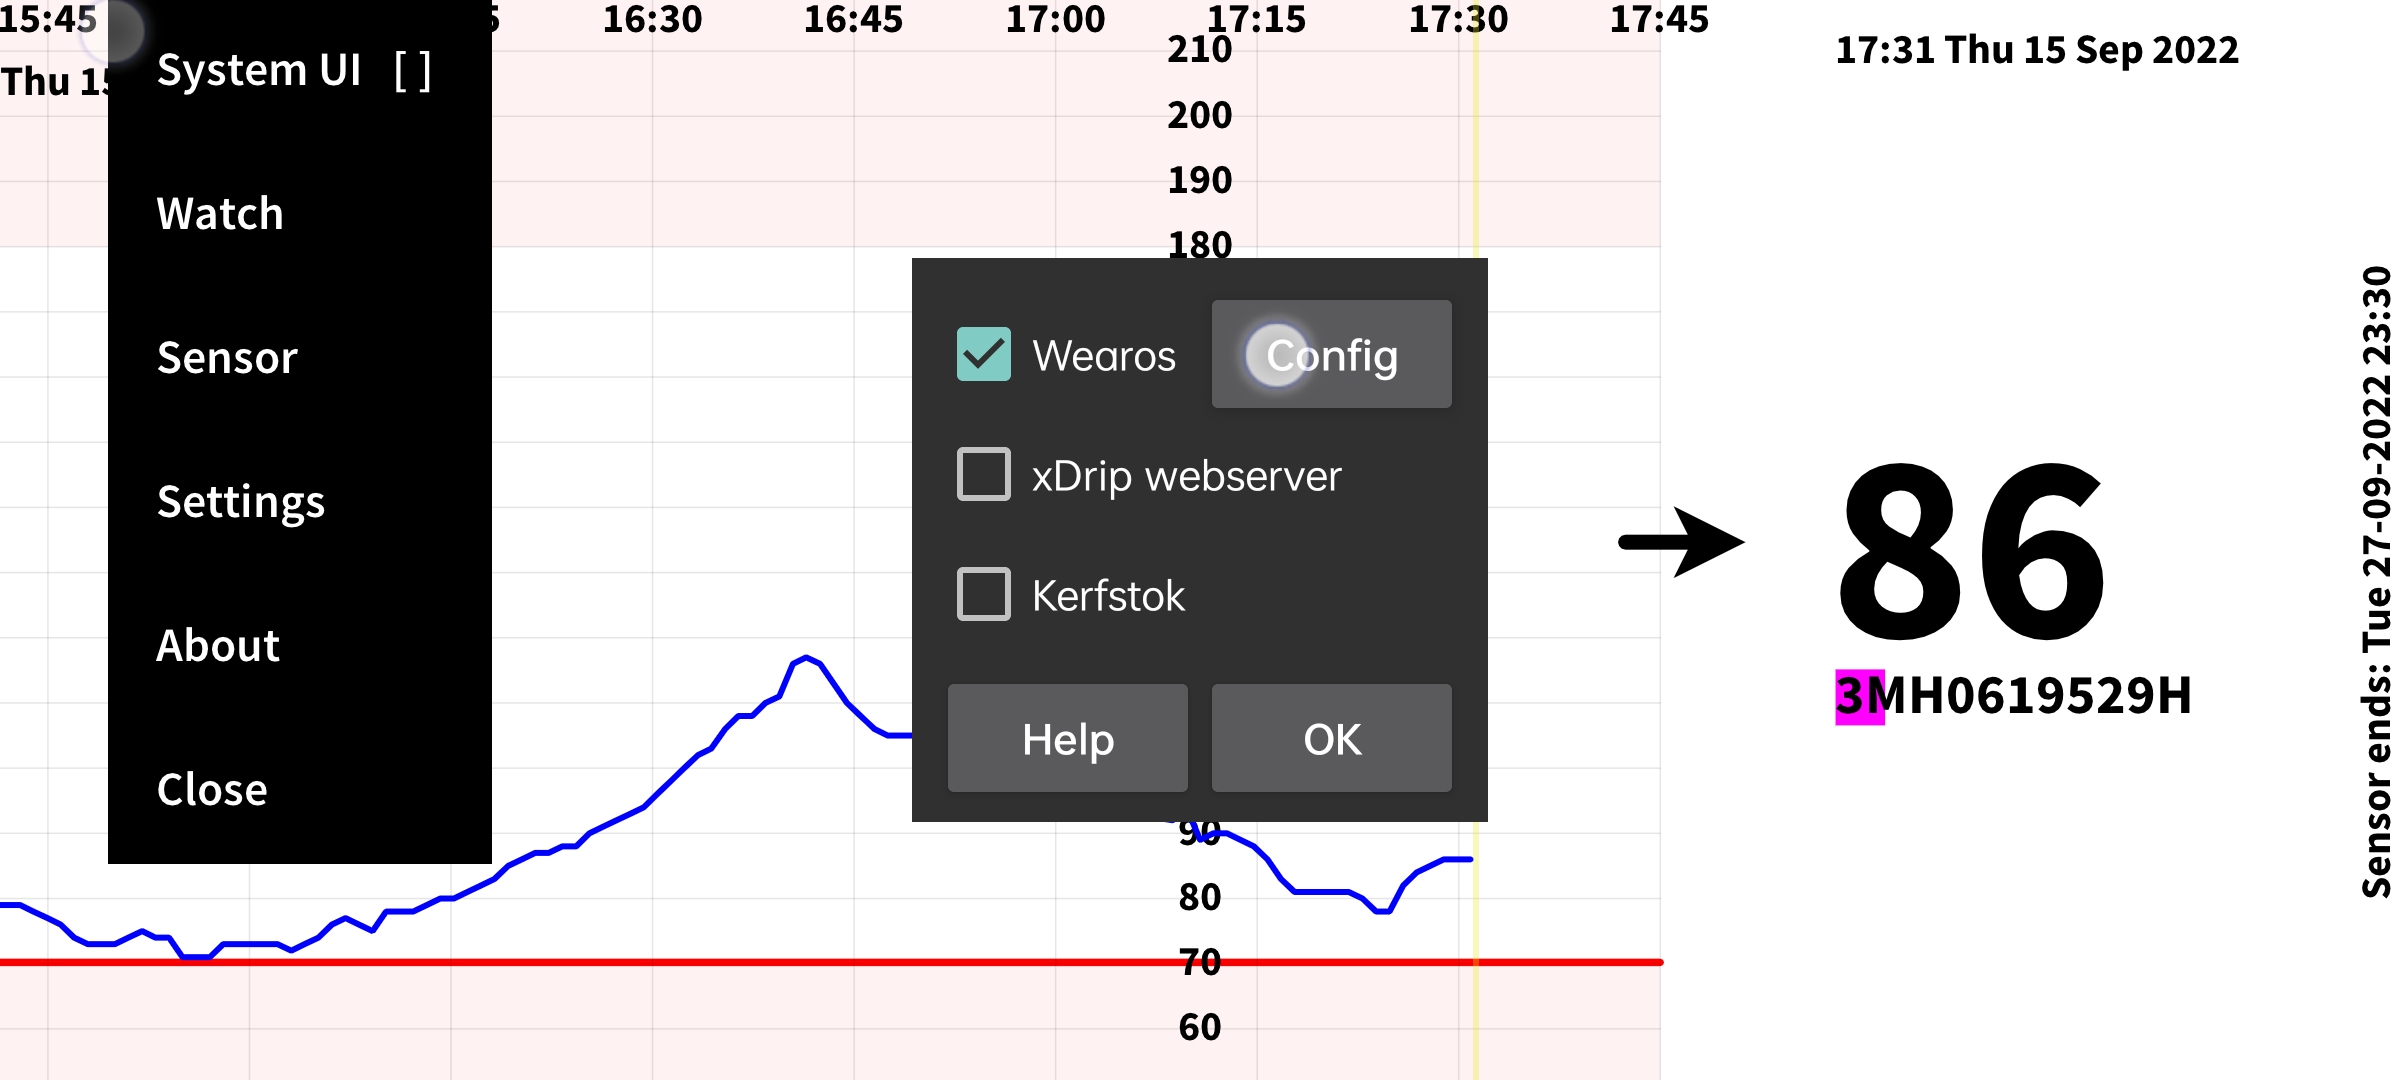 15:45
16:30
16:45
17:00
17:15
17:30
17:45
Thu 15
17:31 Thu 15 Sep 2022
System UI [ ]
Watch
Sensor
Settings
About
Close
210
200
190
180
90
80
70
60
Wearos
Config
xDrip webserver
Kerfstok
Help
OK
86
3MH0619529H
Sensor ends: Tue 27-09-2022 23:30